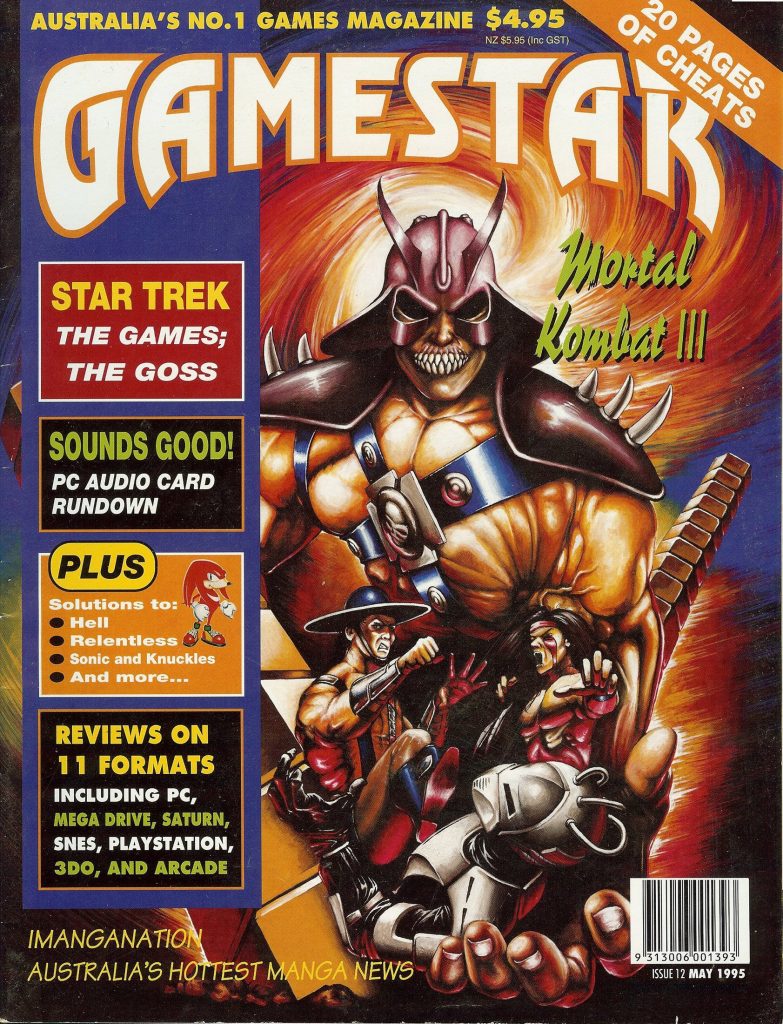 AUSTRALIA'S NO.1 GAMES MAGAZINE $4.95
NZ $5.95 (Inc GST)
20 PAGES
OF CHEATS
GAMESTAR
Mortal
Kombat III
STAR TREK
THE GAMES;
THE GOSS
SOUNDS GOOD!
PC AUDIO CARD
RUNDOWN
PLUS
Solutions to:
● Hell
● Relentless
● Sonic and Knuckles
● And more...
REVIEWS ON
11 FORMATS
INCLUDING PC,
MEGA DRIVE, SATURN,
SNES, PLAYSTATION,
3DO, AND ARCADE
IMANGANATION
AUSTRALIA'S HOTTEST MANGA NEWS
9 313006 001393
ISSUE 12 MAY 1995